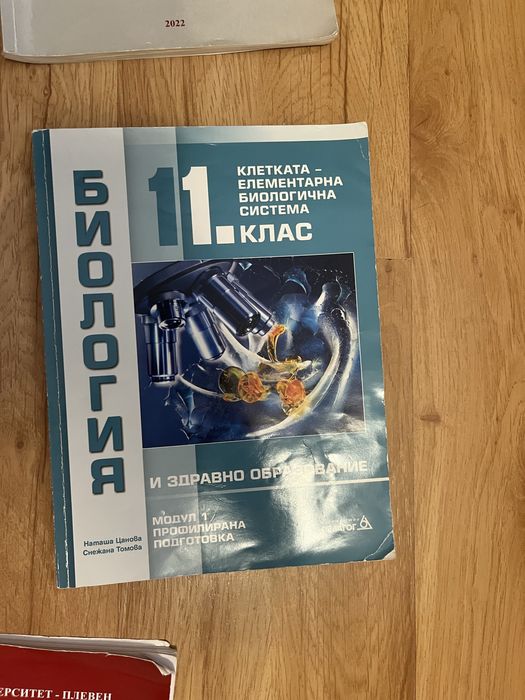 2022
БИОЛОГИЯ
11. КЛАС
КЛЕТКАТА –
ЕЛЕМЕНТАРНА
БИОЛОГИЧНА
СИСТЕМА
И ЗДРАВНО ОБРАЗОВАНИЕ
МОДУЛ 1
ПРОФИЛИРАНА
ПОДГОТОВКА
Наташа Цанова
Снежана Томова
ЕРСИТЕТ - ПЛЕВЕН